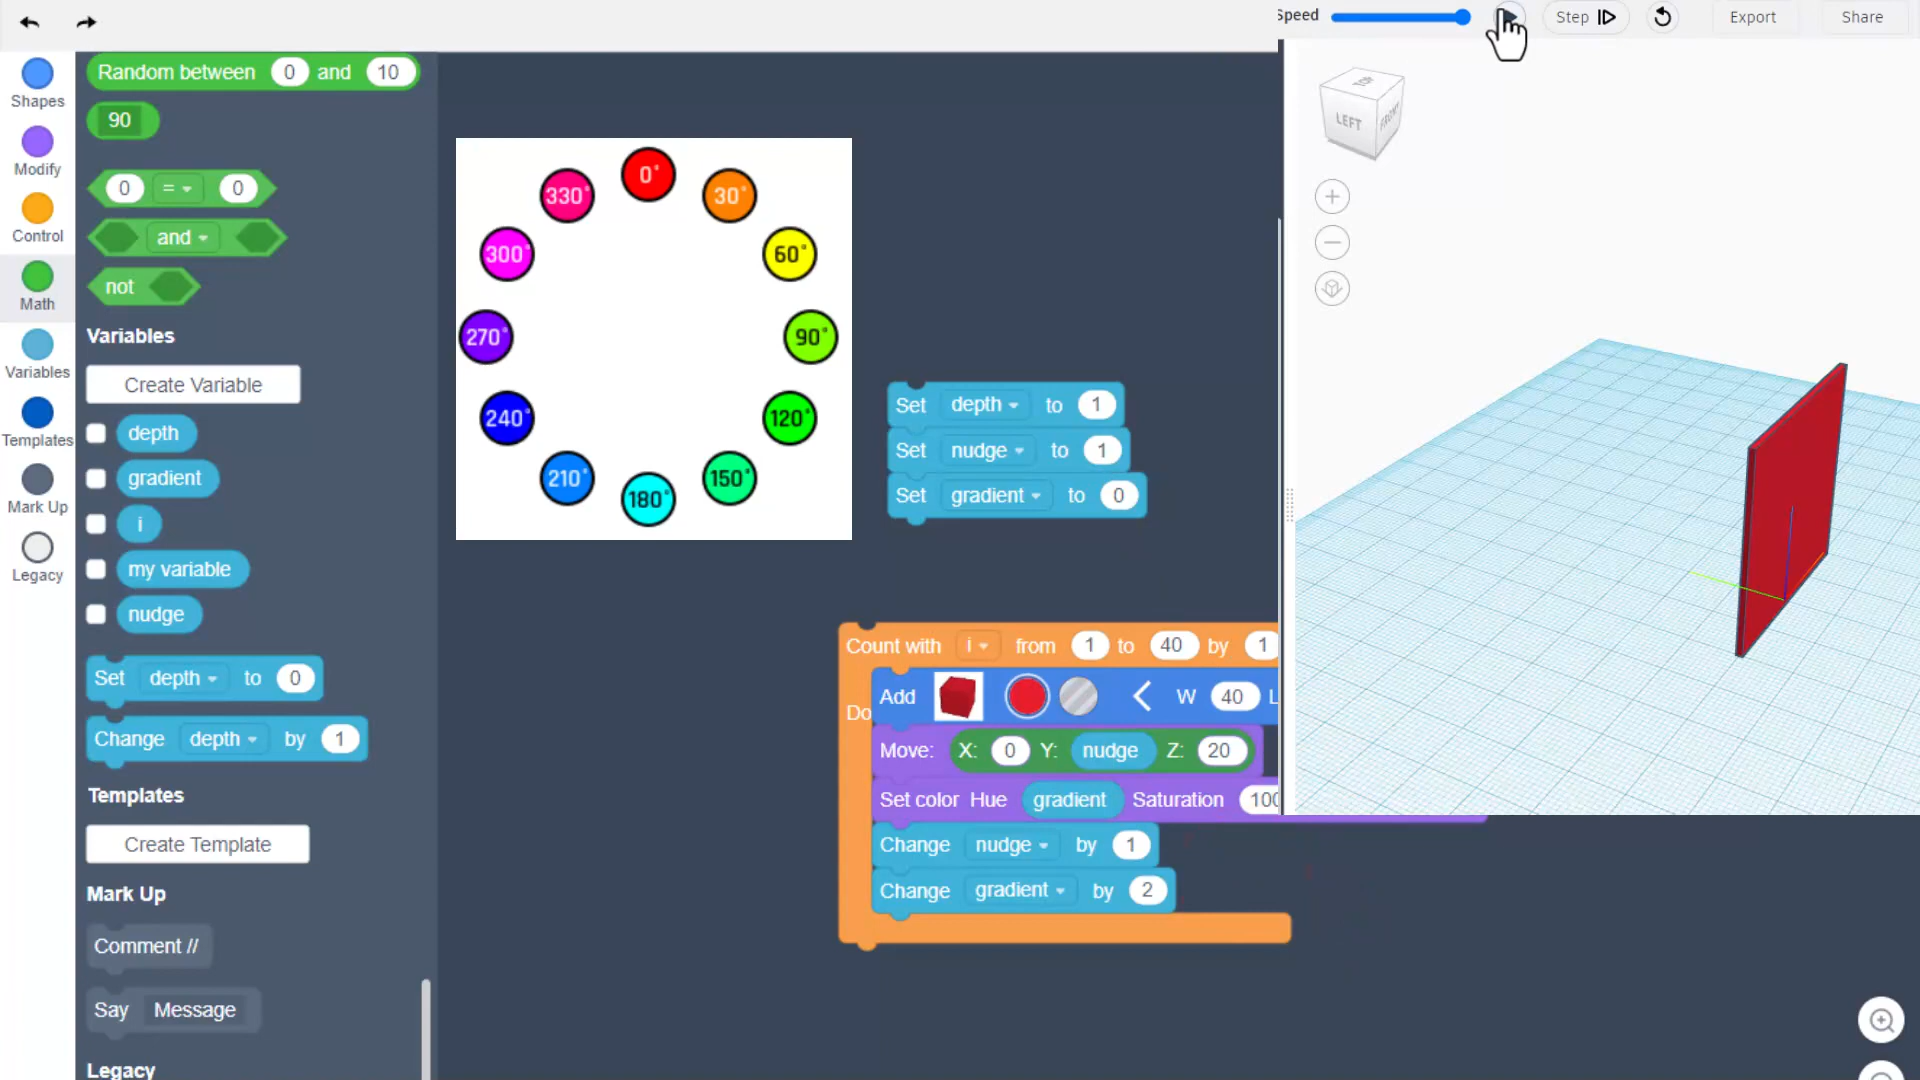 Speed
Step
Export
Share
Shapes
Modify
Control
Math
Variables
Templates
Mark Up
Legacy
Random between 0 and 10
90
0 = 0
and
not
Variables
Create Variable
depth
gradient
i
my variable
nudge
Set depth to 0
Change depth by 1
Templates
Create Template
Mark Up
Comment //
Say Message
Legacy
0°
30°
60°
90°
120°
150°
180°
210°
240°
270°
300°
330°
Set depth to 1
Set nudge to 1
Set gradient to 0
Count with i from 1 to 40 by 1
Do
Add W 40 L
Move: X: 0 Y: nudge Z: 20
Set color Hue gradient Saturation 100
Change nudge by 1
Change gradient by 2
TOP
LEFT
FRONT